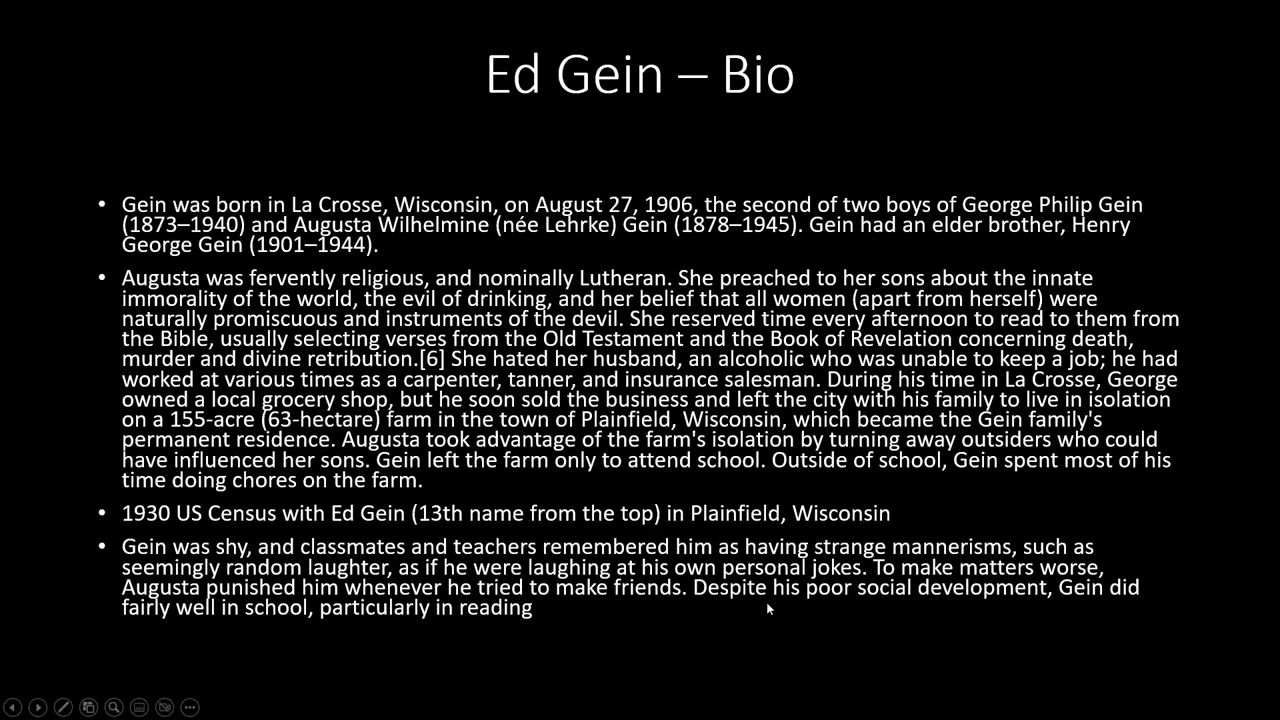 Ed Gein – Bio
• Gein was born in La Crosse, Wisconsin, on August 27, 1906, the second of two boys of George Philip Gein
(1873–1940) and Augusta Wilhelmine (née Lehrke) Gein (1878–1945). Gein had an elder brother, Henry
George Gein (1901–1944).
• Augusta was fervently religious, and nominally Lutheran. She preached to her sons about the innate
immorality of the world, the evil of drinking, and her belief that all women (apart from herself) were
naturally promiscuous and instruments of the devil. She reserved time every afternoon to read to them from
the Bible, usually selecting verses from the Old Testament and the Book of Revelation concerning death,
murder and divine retribution.[6] She hated her husband, an alcoholic who was unable to keep a job; he had
worked at various times as a carpenter, tanner, and insurance salesman. During his time in La Crosse, George
owned a local grocery shop, but he soon sold the business and left the city with his family to live in isolation
on a 155-acre (63-hectare) farm in the town of Plainfield, Wisconsin, which became the Gein family's
permanent residence. Augusta took advantage of the farm's isolation by turning away outsiders who could
have influenced her sons. Gein left the farm only to attend school. Outside of school, Gein spent most of his
time doing chores on the farm.
• 1930 US Census with Ed Gein (13th name from the top) in Plainfield, Wisconsin
• Gein was shy, and classmates and teachers remembered him as having strange mannerisms, such as
seemingly random laughter, as if he were laughing at his own personal jokes. To make matters worse,
Augusta punished him whenever he tried to make friends. Despite his poor social development, Gein did
fairly well in school, particularly in reading